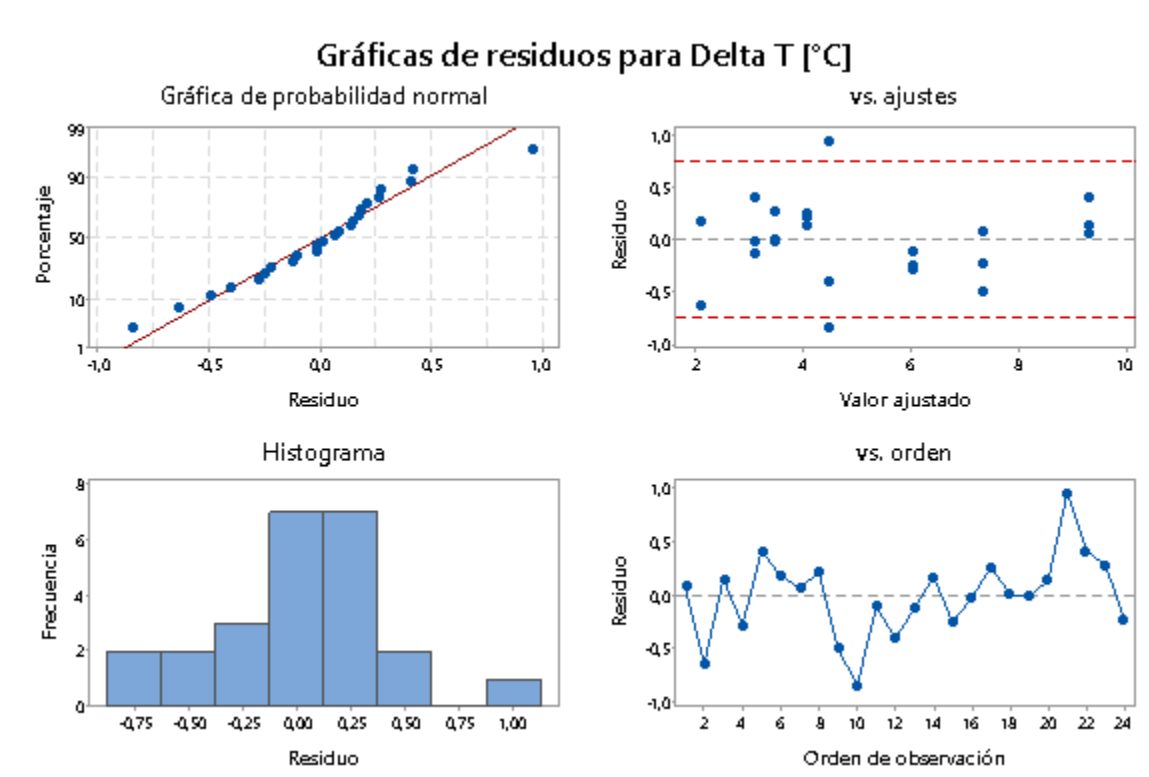 Gráficas de residuos para Delta T [°C]
Gráfica de probabilidad normal
Porcentaje
99
90
50
10
1
-1,0 -0,5 0,0 0,5 1,0
Residuo
vs. ajustes
Residuo
1,0
0,5
0,0
-0,5
-1,0
2 4 6 8 10
Valor ajustado
Histograma
Frecuencia
8
6
4
2
0
-0,75 -0,50 -0,25 0,00 0,25 0,50 0,75 1,00
Residuo
vs. orden
Residuo
1,0
0,5
0,0
-0,5
-1,0
2 4 6 8 10 12 14 16 18 20 22 24
Orden de observación